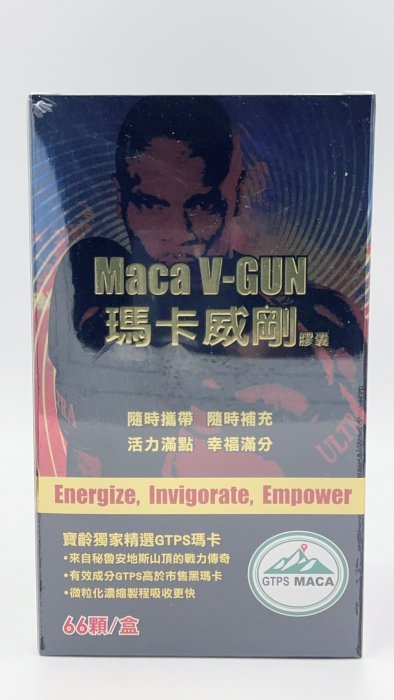 Maca V-GUN
瑪卡威剛膠囊
隨時攜帶 隨時補充
活力滿點 幸福滿分
Energize, Invigorate, Empower
寶齡獨家精選GTPS瑪卡
•來自秘魯安地斯山頂的戰力傳奇
•有效成分GTPS高於市售黑瑪卡
•微粒化濃縮製程吸收更快
GTPS MACA
66顆/盒